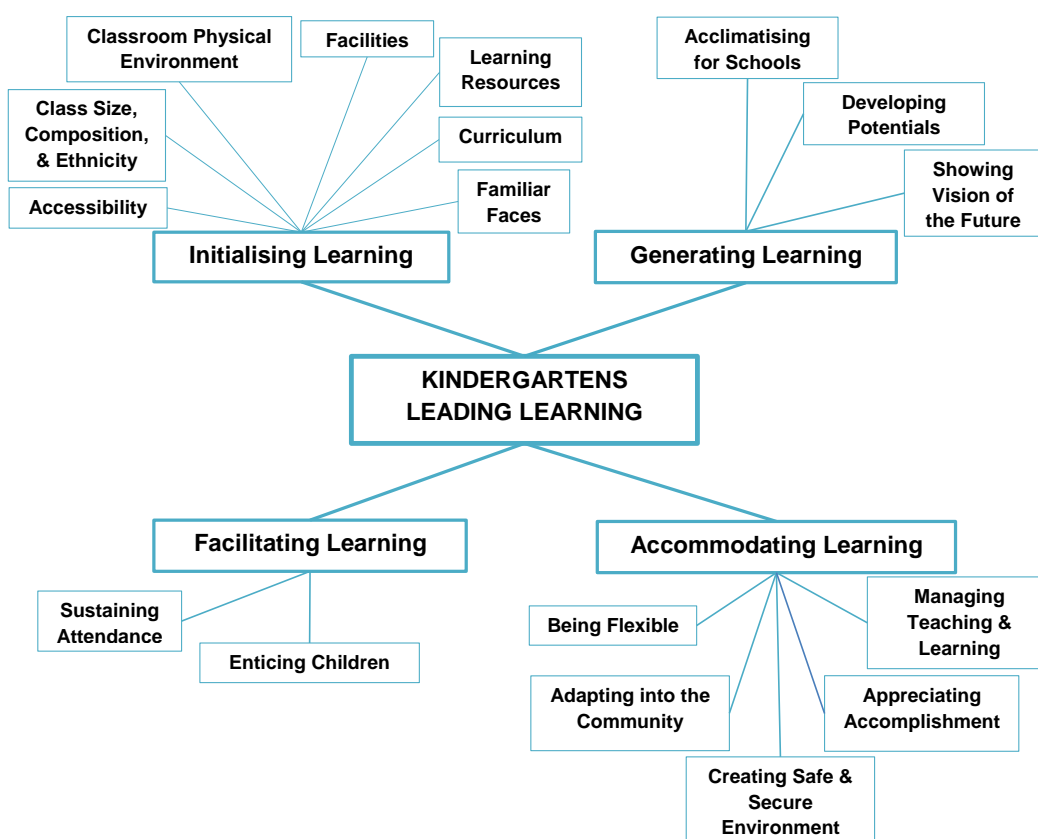 Classroom Physical
Environment
Facilities
Learning
Resources
Class Size,
Composition,
& Ethnicity
Curriculum
Accessibility
Familiar
Faces
Initialising Learning
Acclimatising
for Schools
Developing
Potentials
Showing
Vision of
the Future
Generating Learning
KINDERGARTENS
LEADING LEARNING
Facilitating Learning
Sustaining
Attendance
Enticing Children
Accommodating Learning
Being Flexible
Managing
Teaching &
Learning
Adapting into the
Community
Appreciating
Accomplishment
Creating Safe &
Secure
Environment